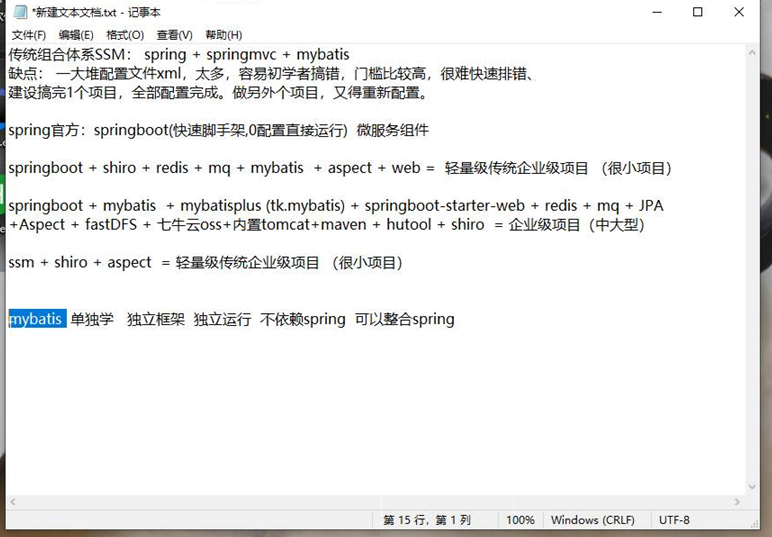 *新建文本文档.txt - 记事本
文件(F) 编辑(E) 格式(O) 查看(V) 帮助(H)
传统组合体系SSM： spring + springmvc + mybatis
缺点： 一大堆配置文件xml，太多，容易初学者搞错，门槛比较高，很难快速排错、
建设搞完1个项目，全部配置完成。做另外个项目，又得重新配置。
spring官方：springboot(快速脚手架,0配置直接运行) 微服务组件
springboot + shiro + redis + mq + mybatis + aspect + web = 轻量级传统企业级项目 （很小项目）
springboot + mybatis + mybatisplus (tk.mybatis) + springboot-starter-web + redis + mq + JPA
+Aspect + fastDFS + 七牛云oss+内置tomcat+maven + hutool + shiro = 企业级项目（中大型）
ssm + shiro + aspect = 轻量级传统企业级项目 （很小项目）
mybatis 单独学 独立框架 独立运行 不依赖spring 可以整合spring
第 15 行，第 1 列 100% Windows (CRLF) UTF-8